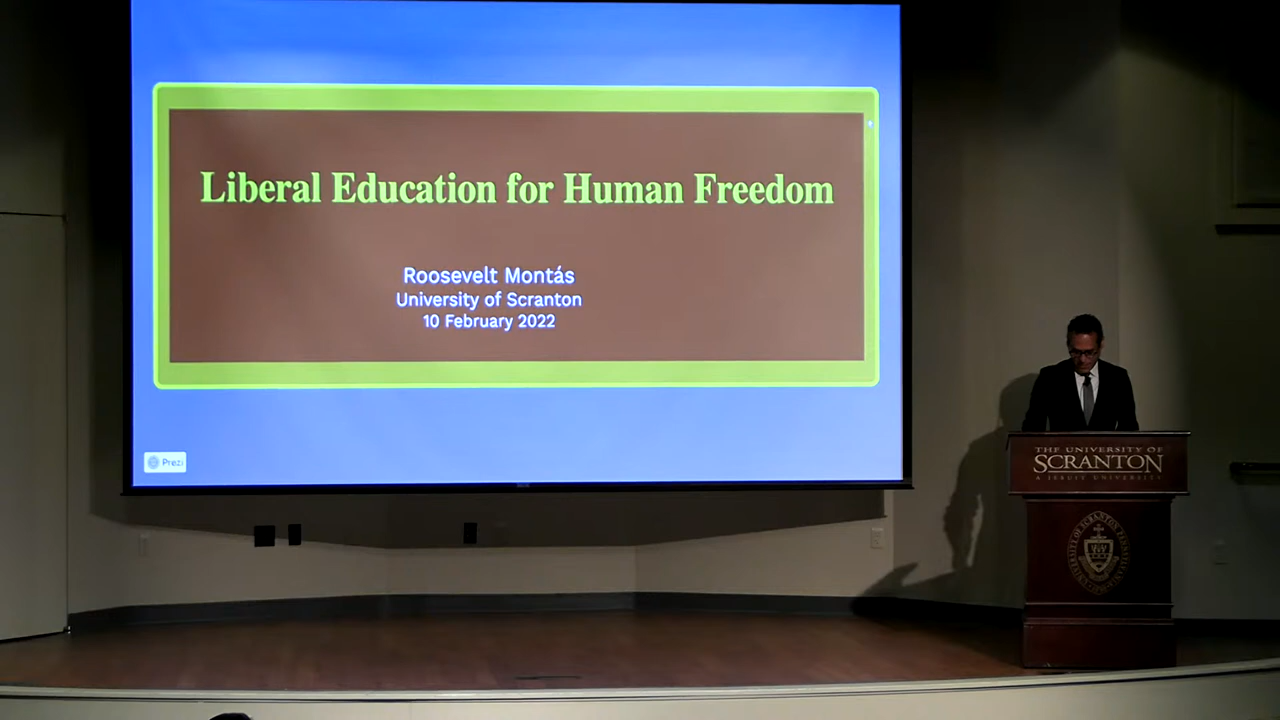 Liberal Education for Human Freedom
Roosevelt Montás
University of Scranton
10 February 2022
Prezi
THE UNIVERSITY OF
SCRANTON
A JESUIT UNIVERSITY